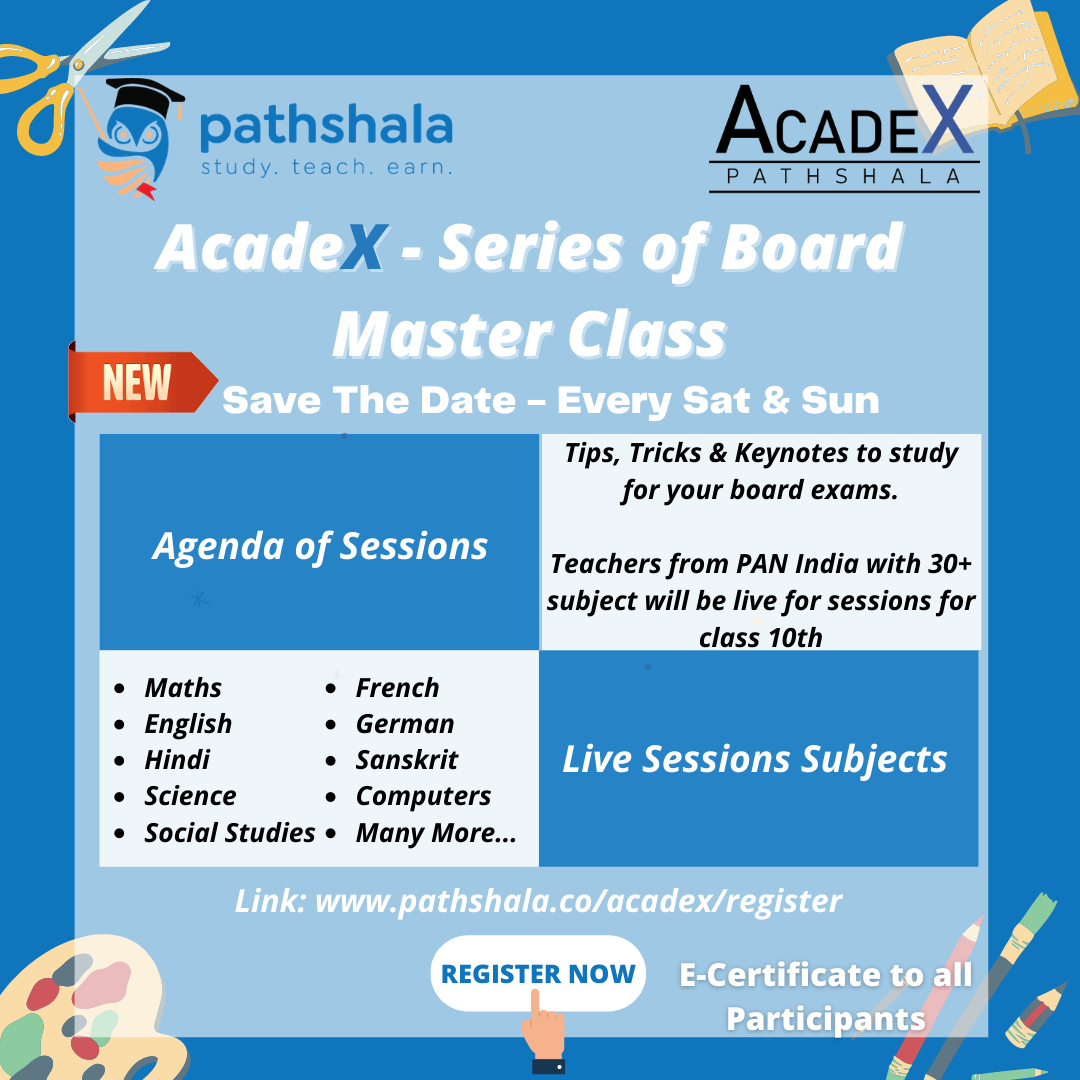 pathshala
study. teach. earn.
ACADEX
PATHSHALA
AcadeX - Series of Board
Master Class
NEW
Save The Date – Every Sat & Sun
Agenda of Sessions
Tips, Tricks & Keynotes to study
for your board exams.
Teachers from PAN India with 30+
subject will be live for sessions for
class 10th
• Maths
• English
• Hindi
• Science
• Social Studies
• French
• German
• Sanskrit
• Computers
• Many More...
Live Sessions Subjects
Link: www.pathshala.co/acadex/register
REGISTER NOW
E-Certificate to all
Participants